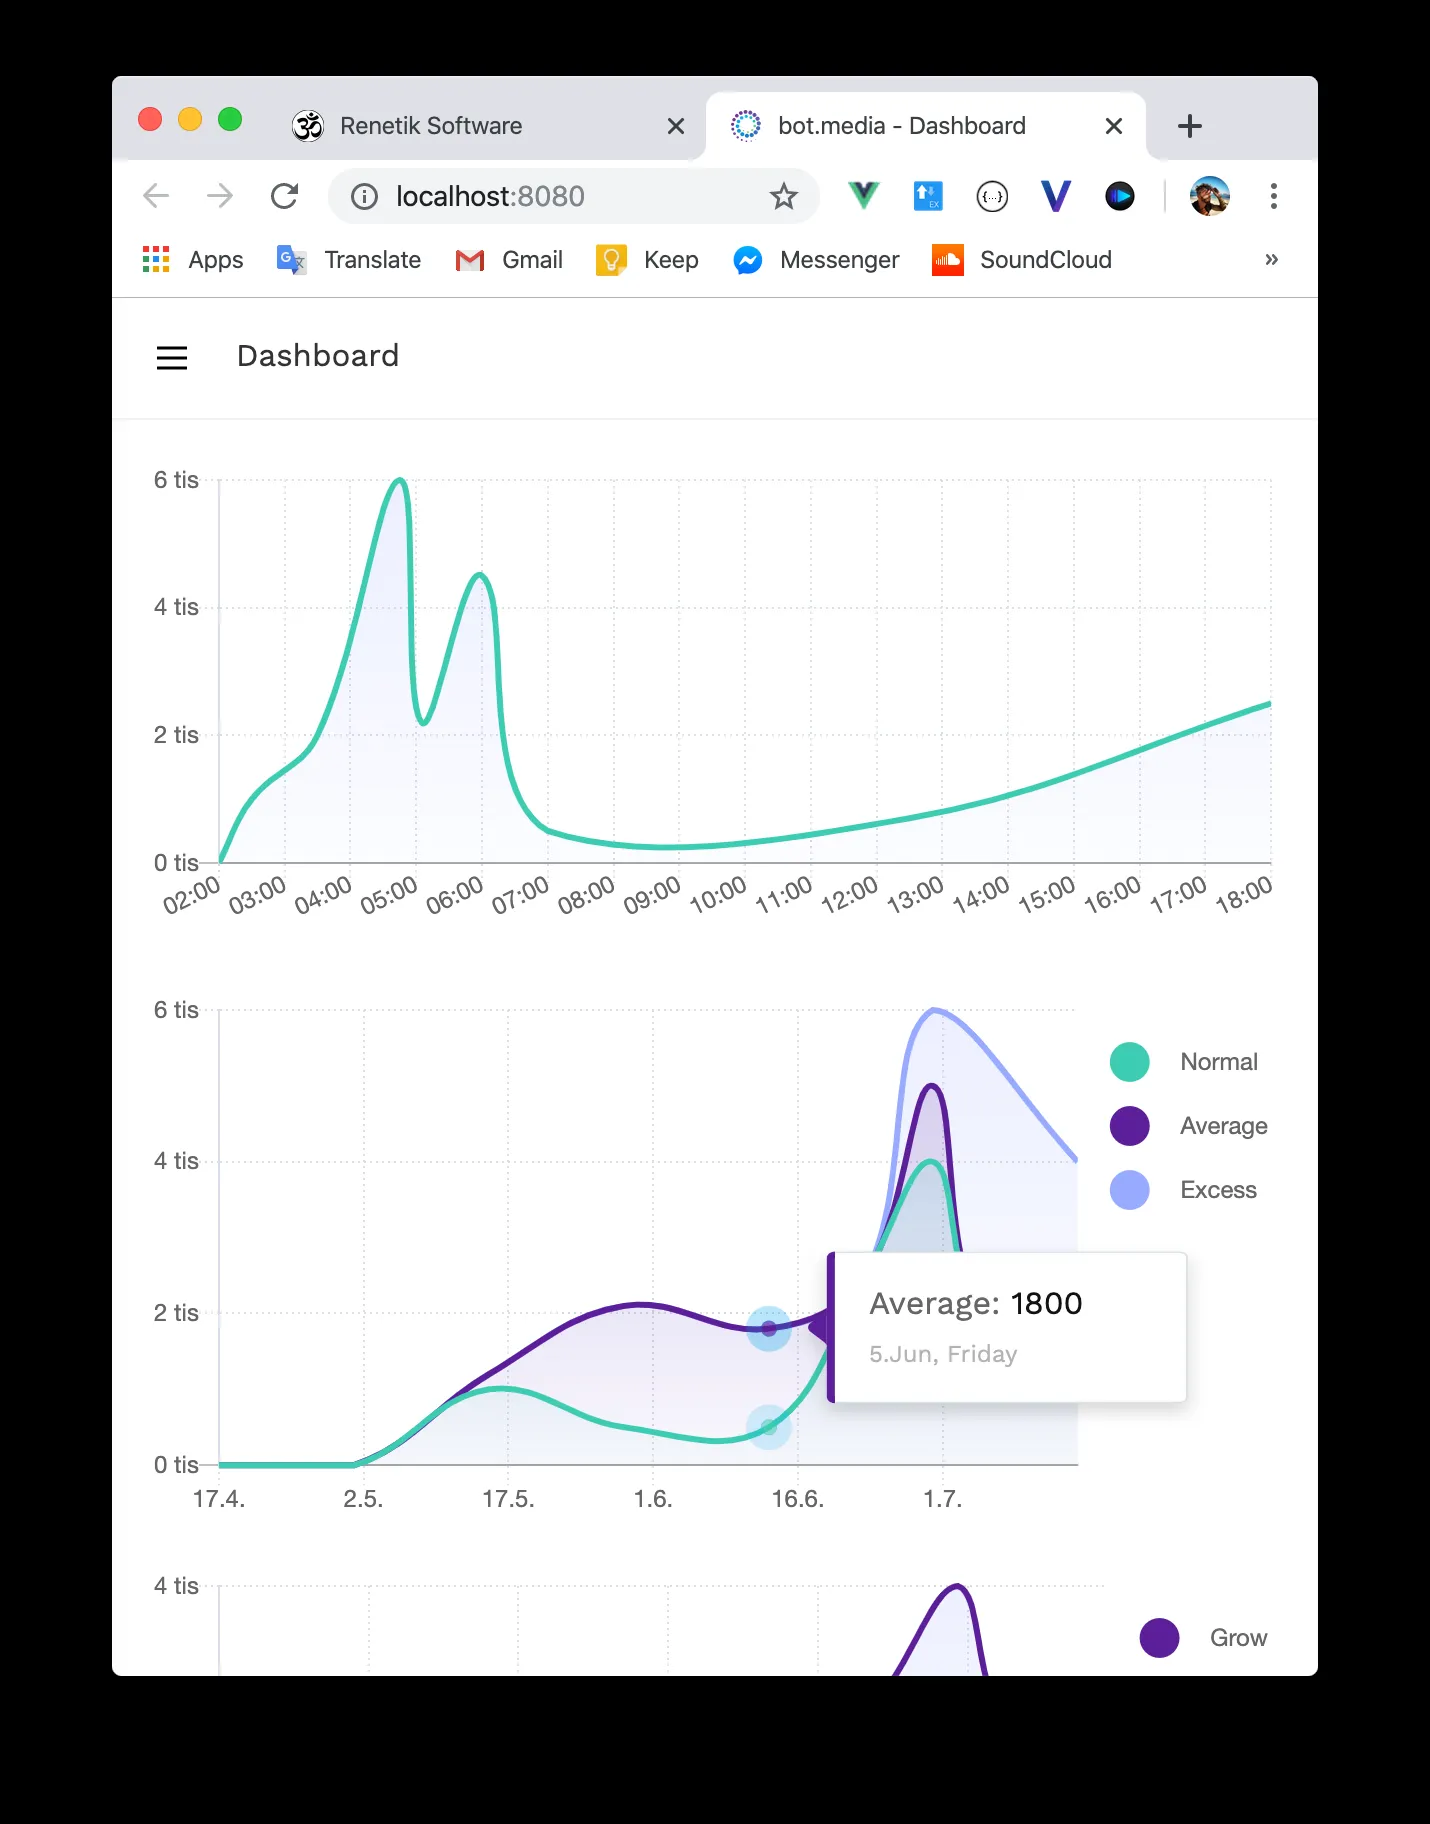 Renetik Software
bot.media - Dashboard
localhost:8080
EX
{...}
Apps
Translate
Gmail
Keep
Messenger
SoundCloud
»
Dashboard
6 tis
4 tis
2 tis
0 tis
02:00 03:00 04:00 05:00 06:00 07:00 08:00 09:00 10:00 11:00 12:00 13:00 14:00 15:00 16:00 17:00 18:00
6 tis
4 tis
2 tis
0 tis
17.4. 2.5. 17.5. 1.6. 16.6. 1.7.
Normal
Average
Excess
Average: 1800
5.Jun, Friday
4 tis
Grow